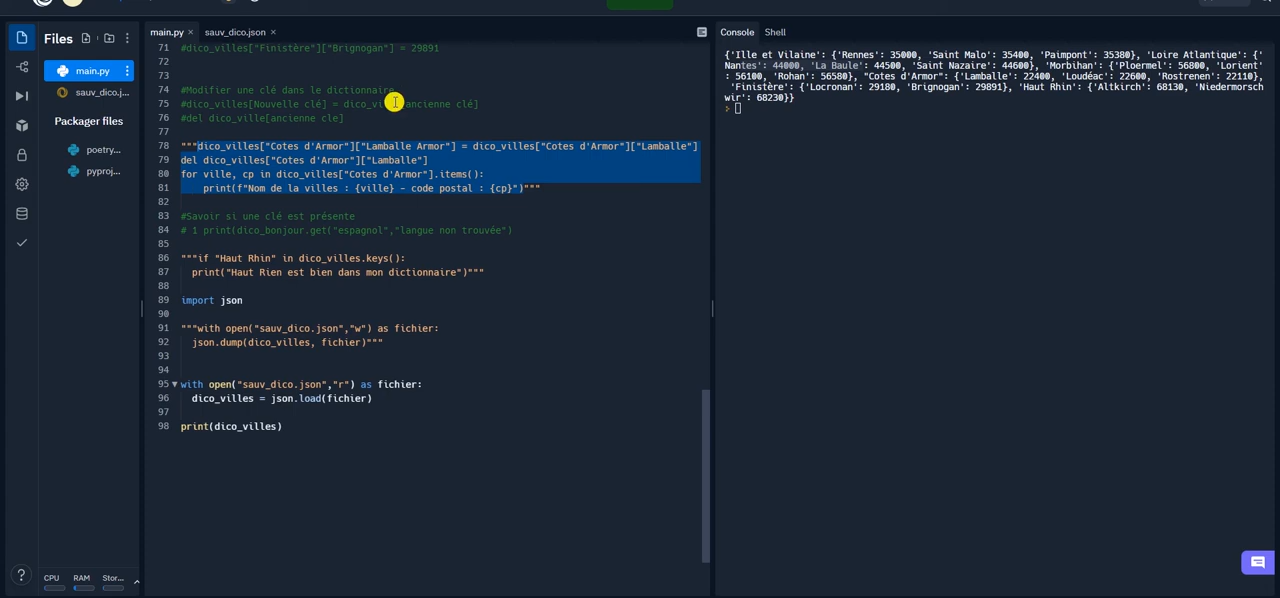 Files
main.py
sauv_dico.j...
Packager files
poetry...
pyproj...
CPU RAM Stor...
main.py × sauv_dico.json ×
71 #dico_villes["Finistère"]["Brignogan"] = 29891
72
73
74 #Modifier une clé dans le dictionnaire
75 #dico_villes[Nouvelle clé] = dico_vi ancienne clé]
76 #del dico_ville[ancienne cle]
77
78 """dico_villes["Cotes d'Armor"]["Lamballe Armor"] = dico_villes["Cotes d'Armor"]["Lamballe"]
79 del dico_villes["Cotes d'Armor"]["Lamballe"]
80 for ville, cp in dico_villes["Cotes d'Armor"].items():
81 print(f"Nom de la villes : {ville} - code postal : {cp}")"""
82
83 #Savoir si une clé est présente
84 # 1 print(dico_bonjour.get("espagnol","langue non trouvée")
85
86 """if "Haut Rhin" in dico_villes.keys():
87 print("Haut Rien est bien dans mon dictionnaire")"""
88
89 import json
90
91 """with open("sauv_dico.json","w") as fichier:
92 json.dump(dico_villes, fichier)"""
93
94
95 with open("sauv_dico.json","r") as fichier:
96 dico_villes = json.load(fichier)
97
98 print(dico_villes)
Console Shell
{'Ille et Vilaine': {'Rennes': 35000, 'Saint Malo': 35400, 'Paimpont': 35380}, 'Loire Atlantique': {'
Nantes': 44000, 'La Baule': 44500, 'Saint Nazaire': 44600}, 'Morbihan': {'Ploermel': 56800, 'Lorient'
: 56100, 'Rohan': 56580}, "Cotes d'Armor": {'Lamballe': 22400, 'Loudéac': 22600, 'Rostrenen': 22110},
'Finistère': {'Locronan': 29180, 'Brignogan': 29891}, 'Haut Rhin': {'Altkirch': 68130, 'Niedermorsch
wir': 68230}}
>